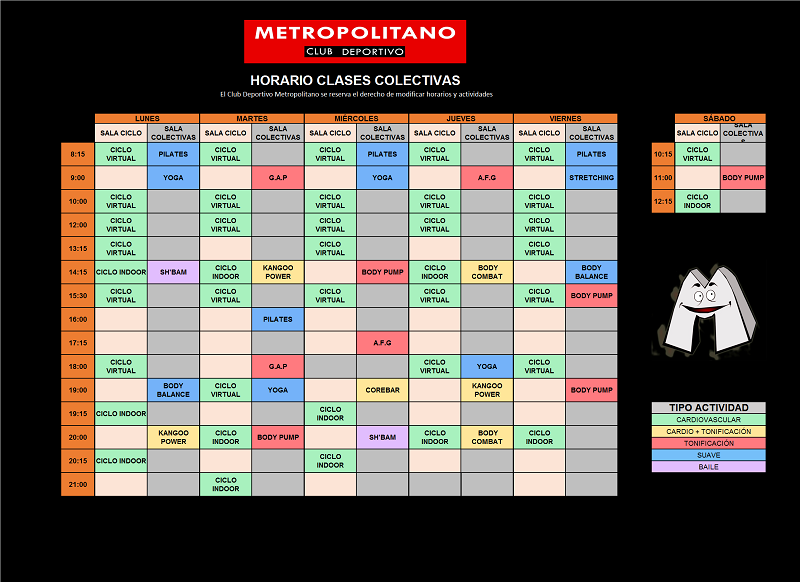 METROPOLITANO
CLUB DEPORTIVO
HORARIO CLASES COLECTIVAS
El Club Deportivo Metropolitano se reserva el derecho de modificar horarios y actividades
LUNES MARTES MIÉRCOLES JUEVES VIERNES SÁBADO
SALA CICLO SALA COLECTIVAS SALA CICLO SALA COLECTIVAS SALA CICLO SALA COLECTIVAS SALA CICLO SALA COLECTIVAS SALA CICLO SALA COLECTIVAS SALA CICLO SALA COLECTIVAS
8:15 CICLO VIRTUAL PILATES CICLO VIRTUAL CICLO VIRTUAL PILATES CICLO VIRTUAL CICLO VIRTUAL PILATES
9:00 YOGA G.A.P YOGA A.F.G STRETCHING
10:00 CICLO VIRTUAL CICLO VIRTUAL CICLO VIRTUAL CICLO VIRTUAL CICLO VIRTUAL
12:00 CICLO VIRTUAL CICLO VIRTUAL CICLO VIRTUAL CICLO VIRTUAL CICLO VIRTUAL
13:15 CICLO VIRTUAL CICLO VIRTUAL CICLO VIRTUAL
14:15 CICLO INDOOR SH'BAM CICLO INDOOR KANGOO POWER BODY PUMP CICLO INDOOR BODY COMBAT BODY BALANCE
15:30 CICLO VIRTUAL CICLO VIRTUAL CICLO VIRTUAL CICLO VIRTUAL CICLO VIRTUAL BODY PUMP
16:00 PILATES
17:15 A.F.G
18:00 CICLO VIRTUAL G.A.P CICLO VIRTUAL YOGA CICLO VIRTUAL
19:00 BODY BALANCE CICLO VIRTUAL YOGA COREBAR KANGOO POWER BODY PUMP
19:15 CICLO INDOOR CICLO INDOOR
20:00 KANGOO POWER CICLO INDOOR BODY PUMP SH'BAM CICLO INDOOR BODY COMBAT CICLO INDOOR
20:15 CICLO INDOOR CICLO INDOOR
21:00 CICLO INDOOR
10:15 CICLO VIRTUAL
11:00 BODY PUMP
12:15 CICLO INDOOR
TIPO ACTIVIDAD
CARDIOVASCULAR
CARDIO + TONIFICACIÓN
TONIFICACIÓN
SUAVE
BAILE